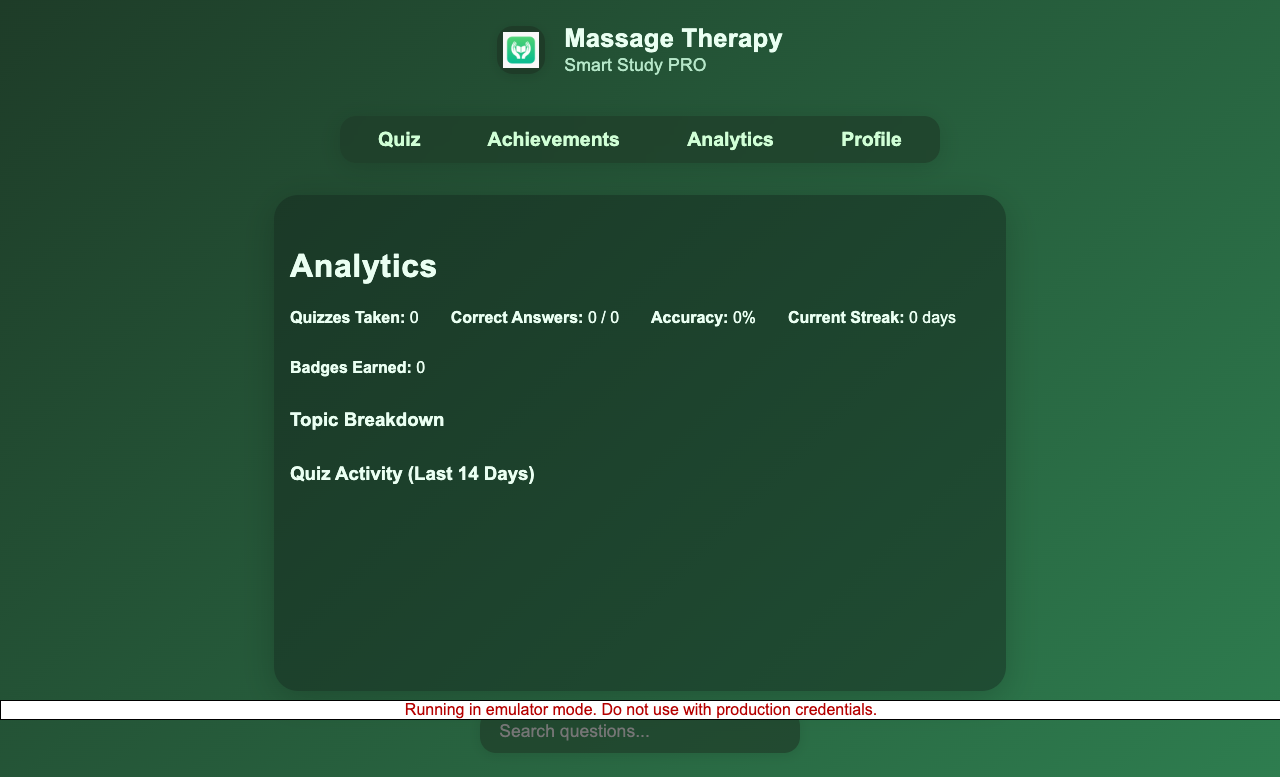 Massage Therapy
Smart Study PRO
Quiz Achievements Analytics Profile
Analytics
Quizzes Taken: 0 Correct Answers: 0 / 0 Accuracy: 0% Current Streak: 0 days
Badges Earned: 0
Topic Breakdown
Quiz Activity (Last 14 Days)
Running in emulator mode. Do not use with production credentials.
Search questions...